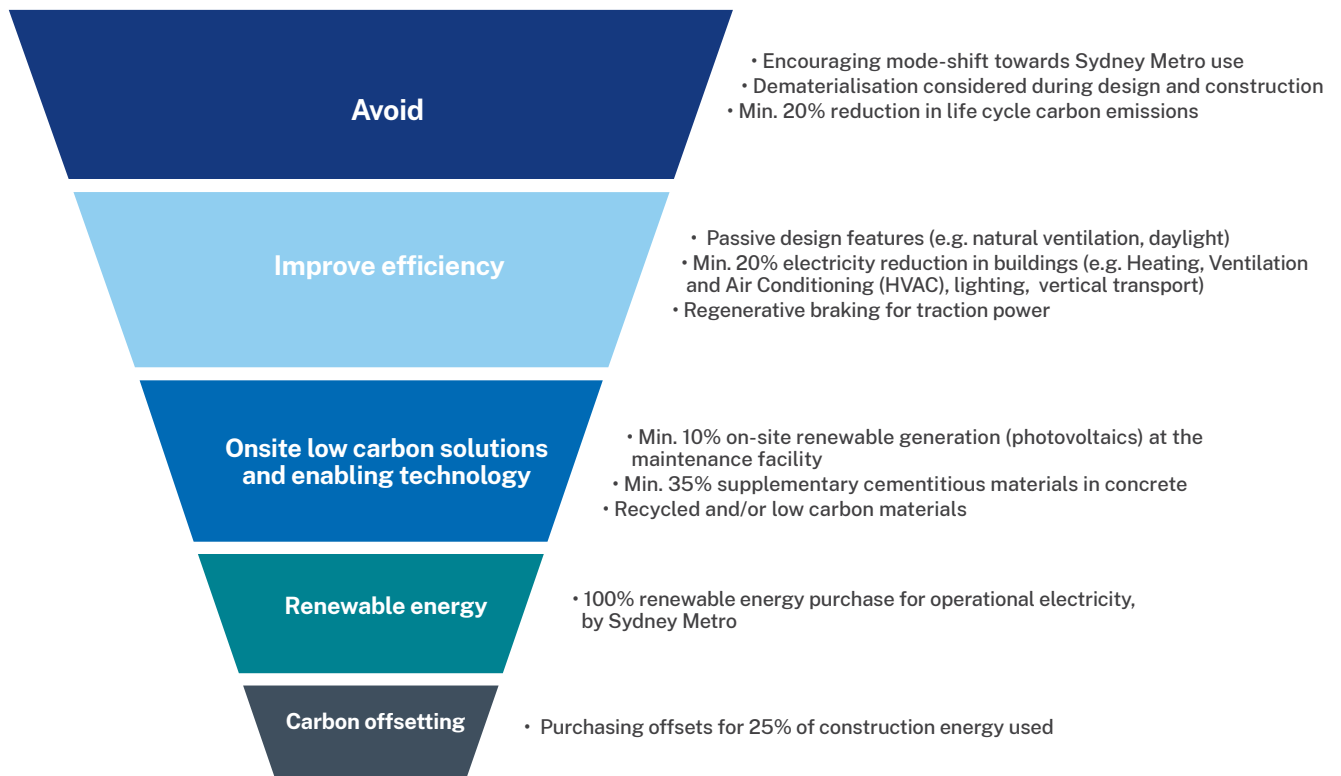 Avoid
• Encouraging mode-shift towards Sydney Metro use
• Dematerialisation considered during design and construction
• Min. 20% reduction in life cycle carbon emissions
Improve efficiency
• Passive design features (e.g. natural ventilation, daylight)
• Min. 20% electricity reduction in buildings (e.g. Heating, Ventilation
and Air Conditioning (HVAC), lighting, vertical transport)
• Regenerative braking for traction power
Onsite low carbon solutions
and enabling technology
• Min. 10% on-site renewable generation (photovoltaics) at the
maintenance facility
• Min. 35% supplementary cementitious materials in concrete
• Recycled and/or low carbon materials
Renewable energy
• 100% renewable energy purchase for operational electricity,
by Sydney Metro
Carbon offsetting
• Purchasing offsets for 25% of construction energy used